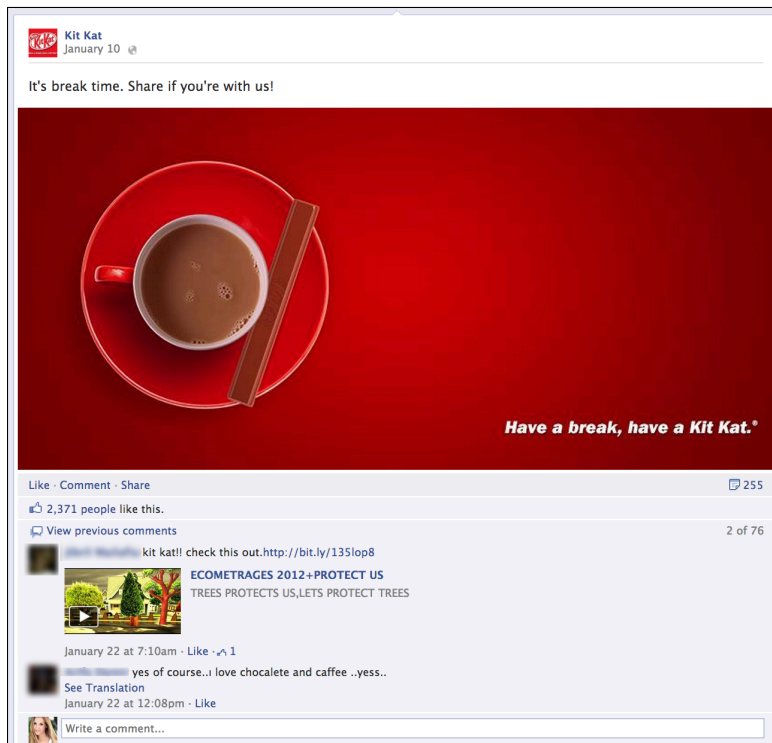 KitKat
Kit Kat
January 10
It's break time. Share if you're with us!
Have a break, have a Kit Kat.®
Like · Comment · Share
255
2,371 people like this.
View previous comments
2 of 76
kit kat!! check this out.http://bit.ly/135lop8
ECOMETRAGES 2012+PROTECT US
TREES PROTECTS US,LETS PROTECT TREES
January 22 at 7:10am · Like · 1
yes of course..ı love chocalete and caffee ..yess..
See Translation
January 22 at 12:08pm · Like
Write a comment...